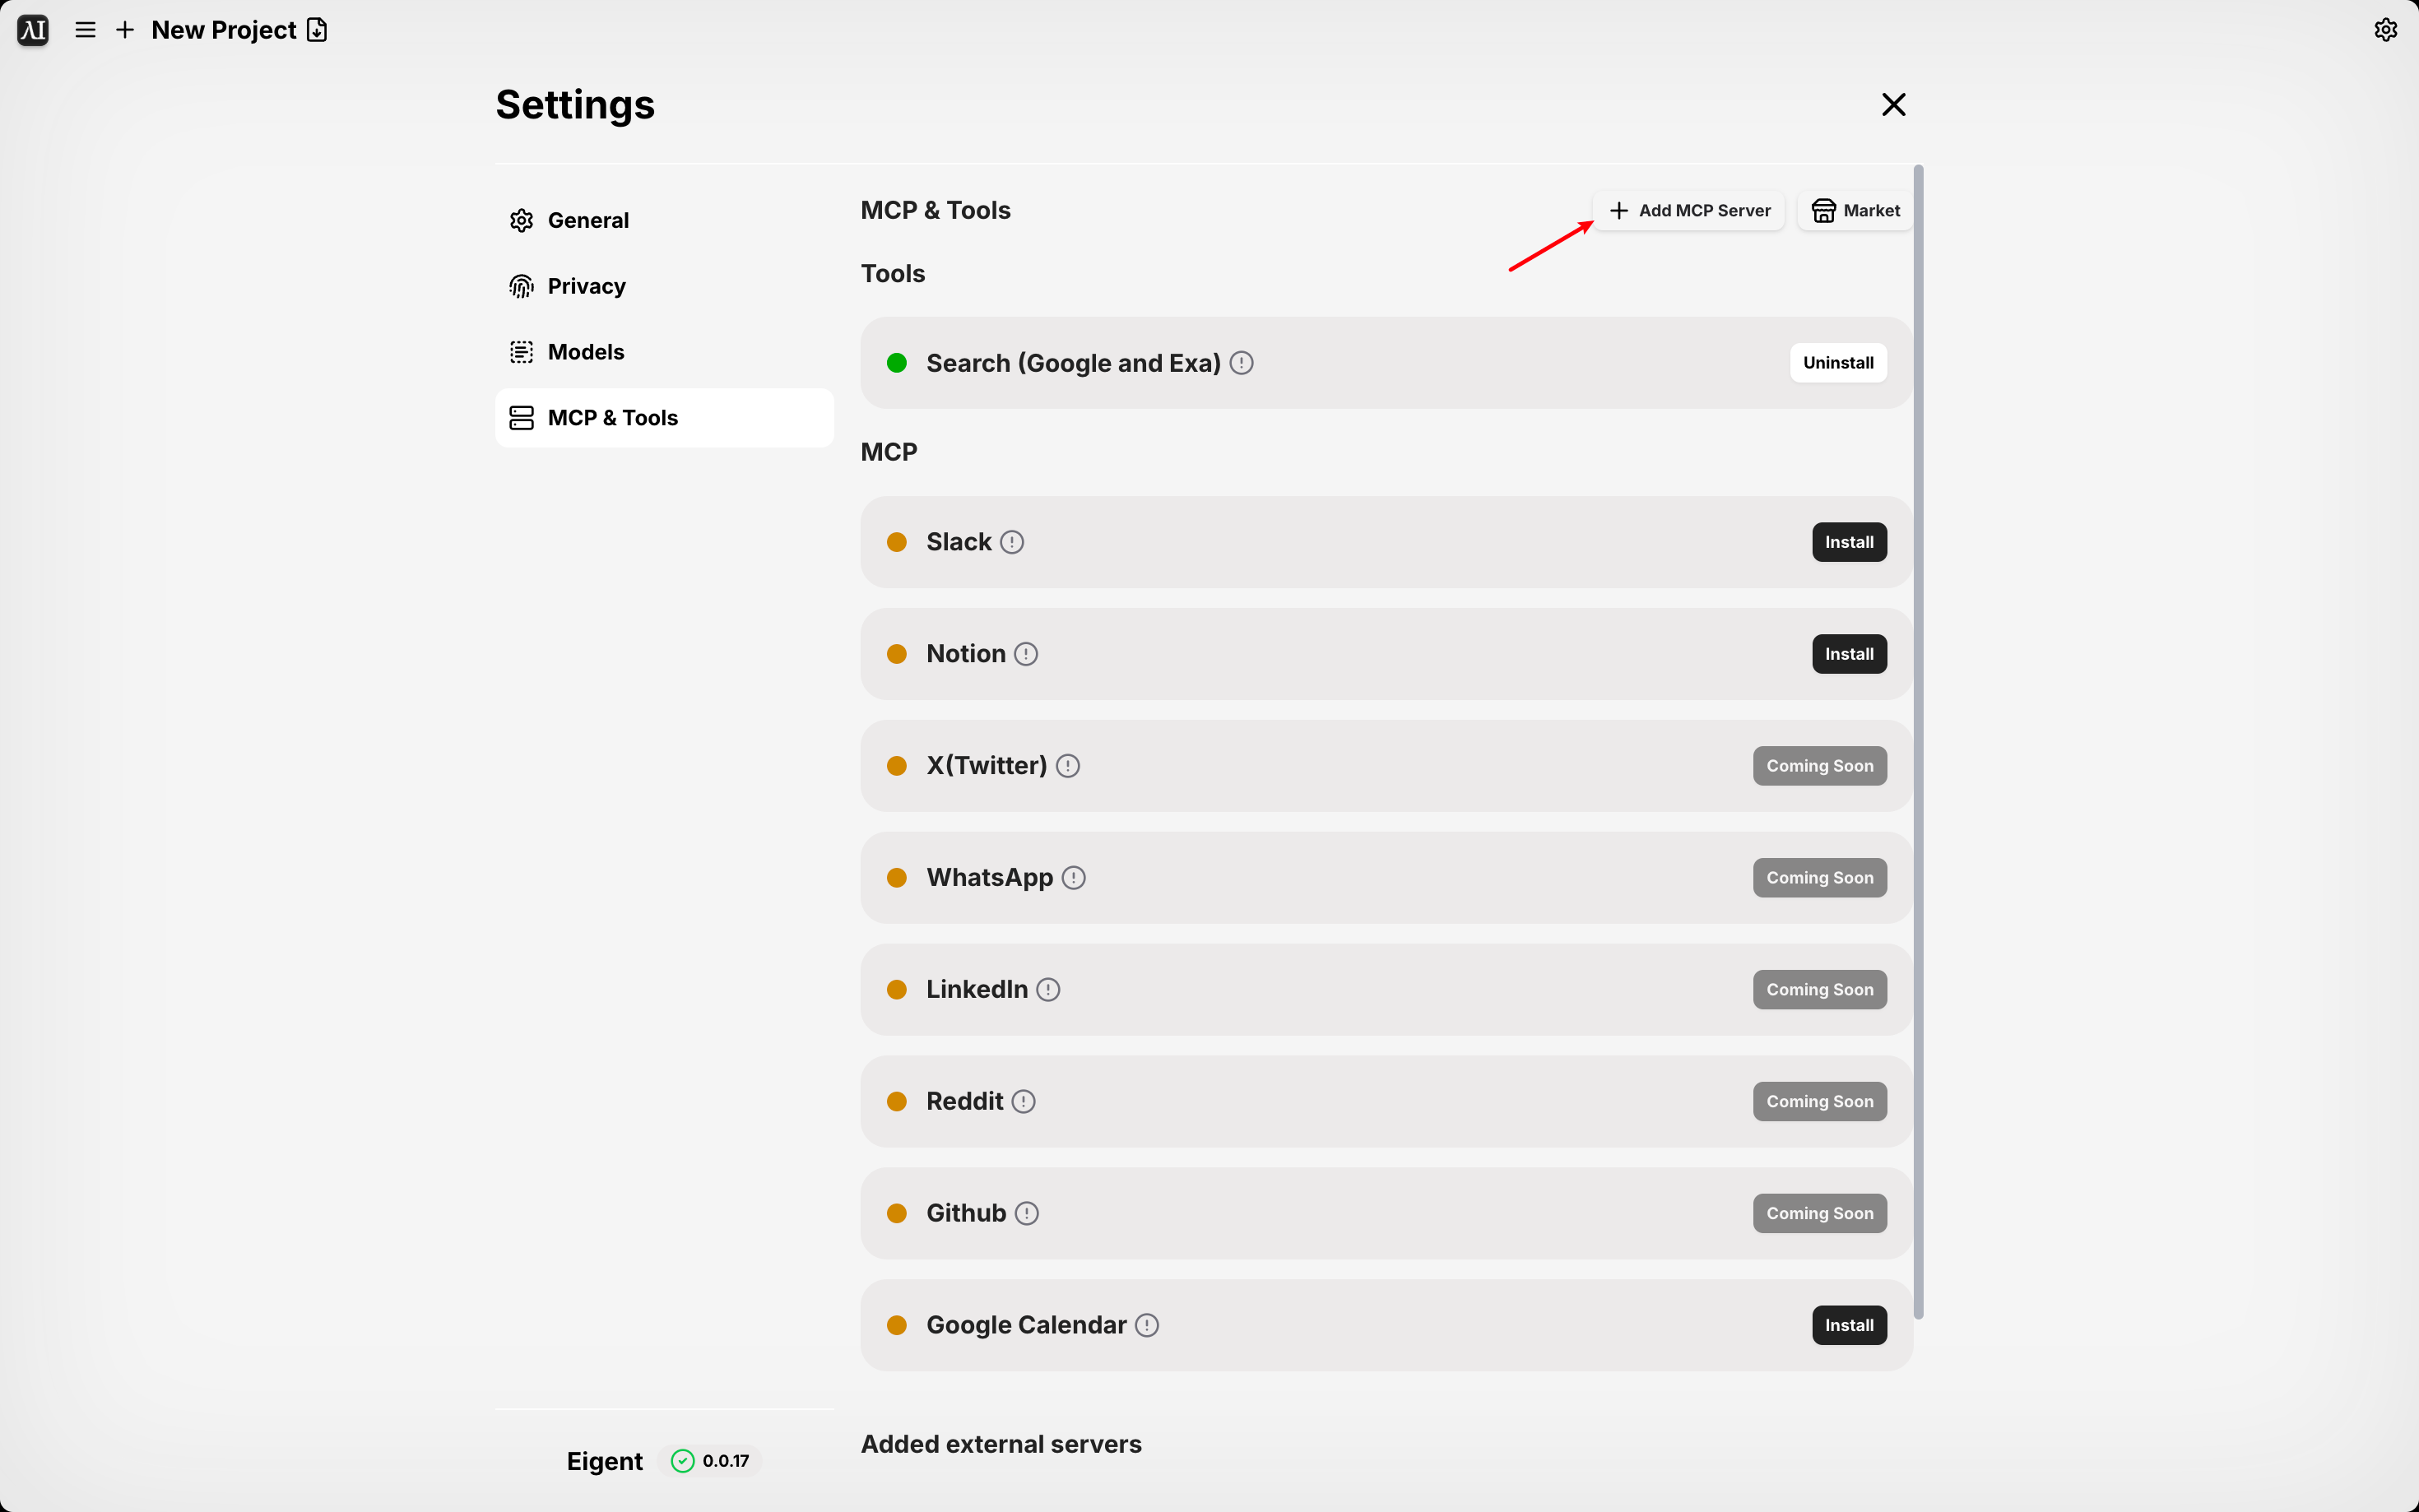 New Project
Settings
General
Privacy
Models
MCP & Tools
MCP & Tools
Add MCP Server
Market
Tools
Search (Google and Exa)
Uninstall
MCP
Slack
Install
Notion
Install
X(Twitter)
Coming Soon
WhatsApp
Coming Soon
LinkedIn
Coming Soon
Reddit
Coming Soon
Github
Coming Soon
Google Calendar
Install
Added external servers
Eigent
0.0.17